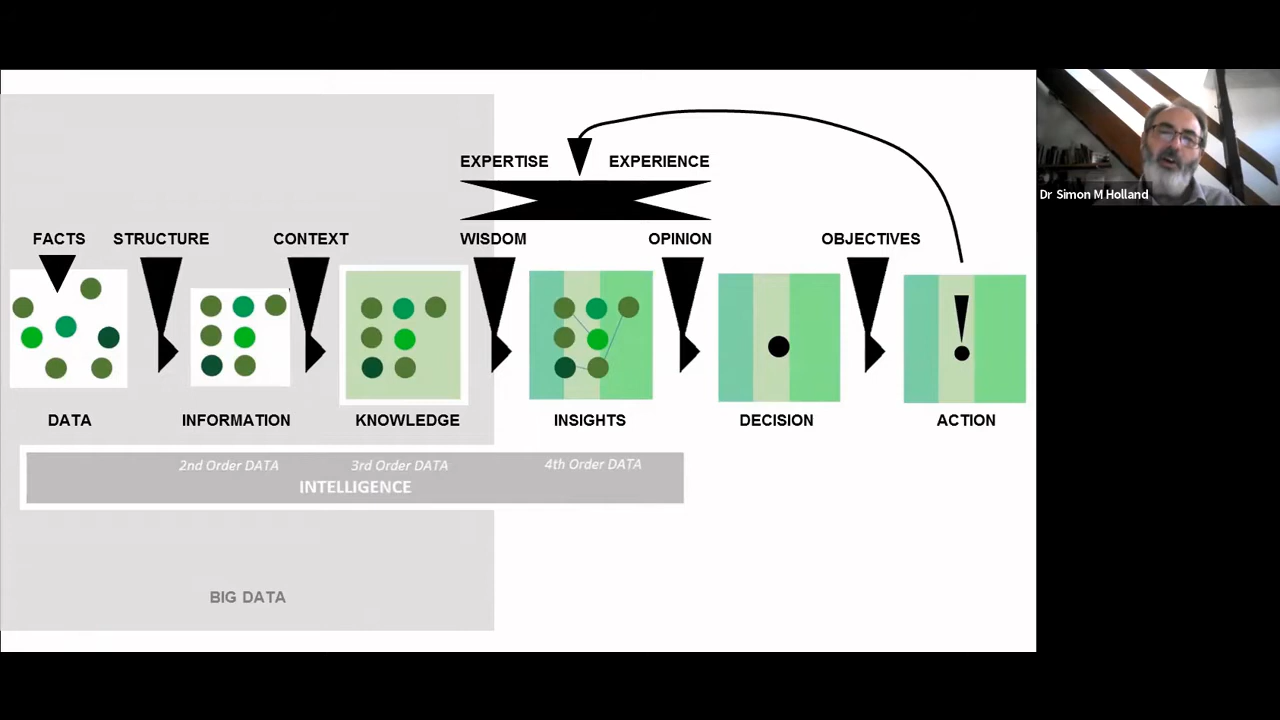 EXPERTISE EXPERIENCE
Dr Simon M Holland
FACTS STRUCTURE CONTEXT WISDOM OPINION OBJECTIVES
DATA INFORMATION KNOWLEDGE INSIGHTS DECISION ACTION
2nd Order DATA 3rd Order DATA 4th Order DATA
INTELLIGENCE
BIG DATA